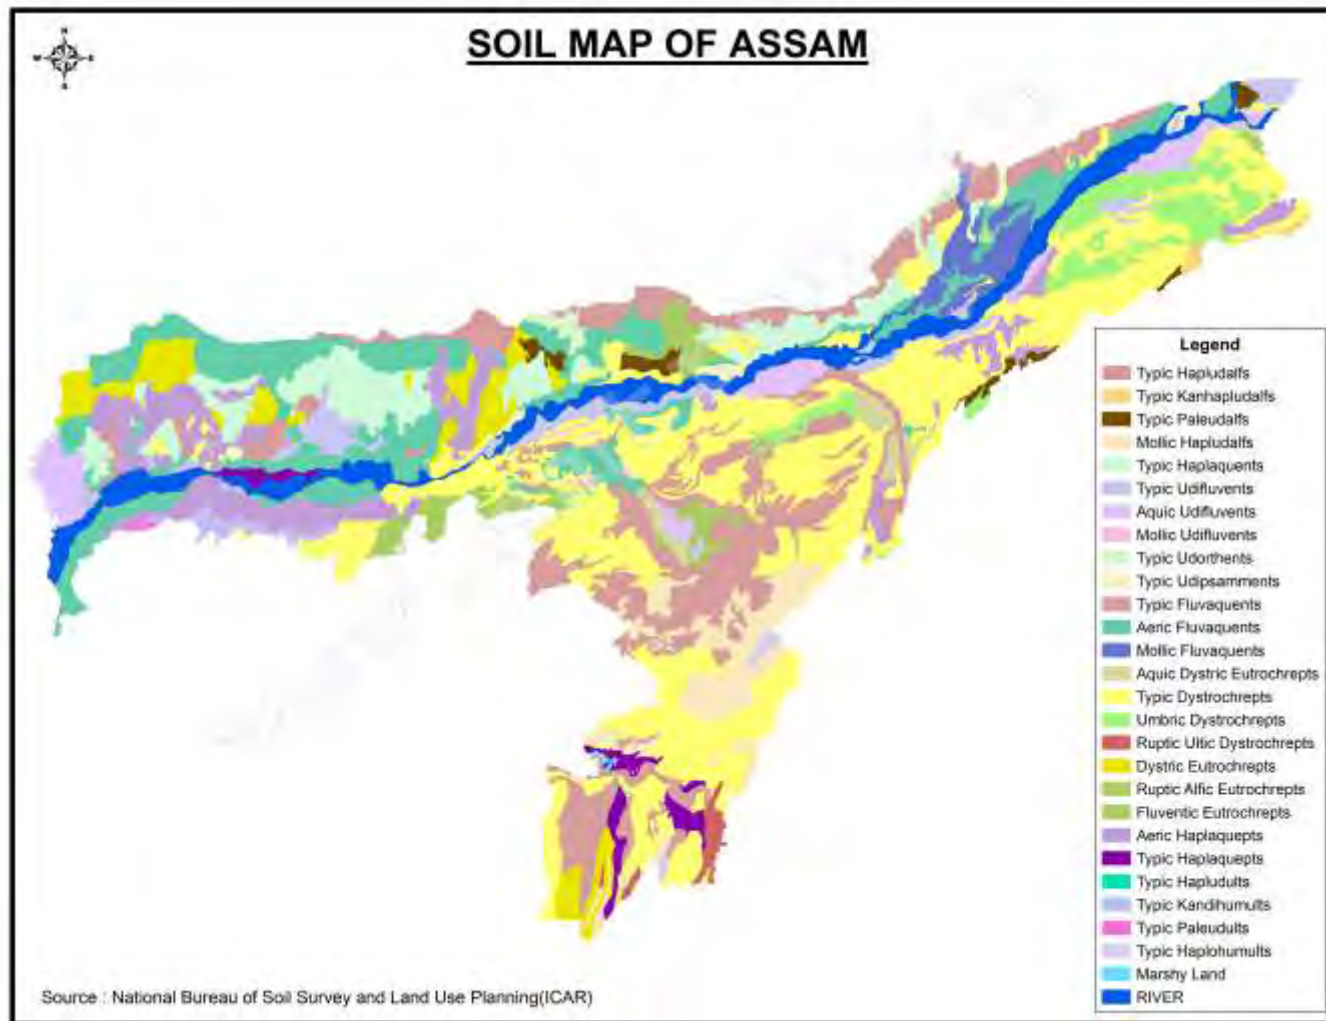 SOIL MAP OF ASSAM
N
W E
S
Legend
Typic Hapludalfs
Typic Kanhapludalfs
Typic Paleudalfs
Mollic Hapludalfs
Typic Haplaquents
Typic Udifluvents
Aquic Udifluvents
Mollic Udifluvents
Typic Udorthents
Typic Udipsamments
Typic Fluvaquents
Aeric Fluvaquents
Mollic Fluvaquents
Aquic Dystric Eutrochrepts
Typic Dystrochrepts
Umbric Dystrochrepts
Ruptic Ultic Dystrochrepts
Dystric Eutrochrepts
Ruptic Alfic Eutrochrepts
Fluventic Eutrochrepts
Aeric Haplaquepts
Typic Haplaquepts
Typic Hapludults
Typic Kandihumults
Typic Paleudults
Typic Haplohumults
Marshy Land
RIVER
Source : National Bureau of Soil Survey and Land Use Planning(ICAR)